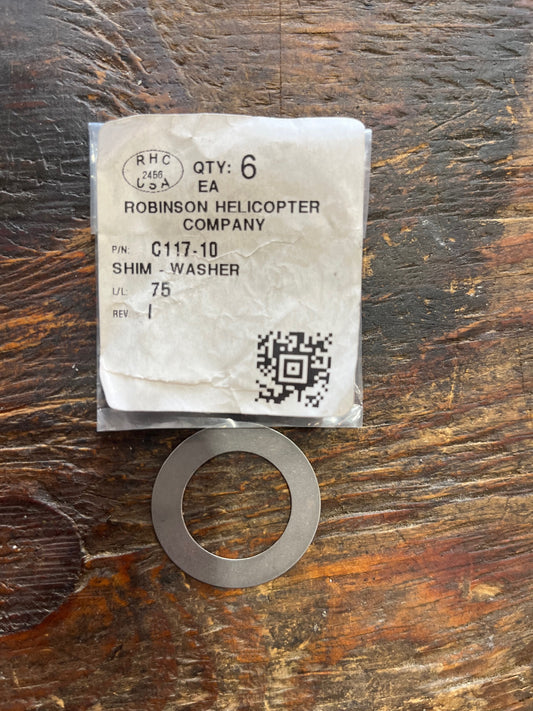 RHC
2456
USA
QTY: 6
EA
ROBINSON HELICOPTER
COMPANY
P/N: C117-10
SHIM - WASHER
L/L: 75
REV I